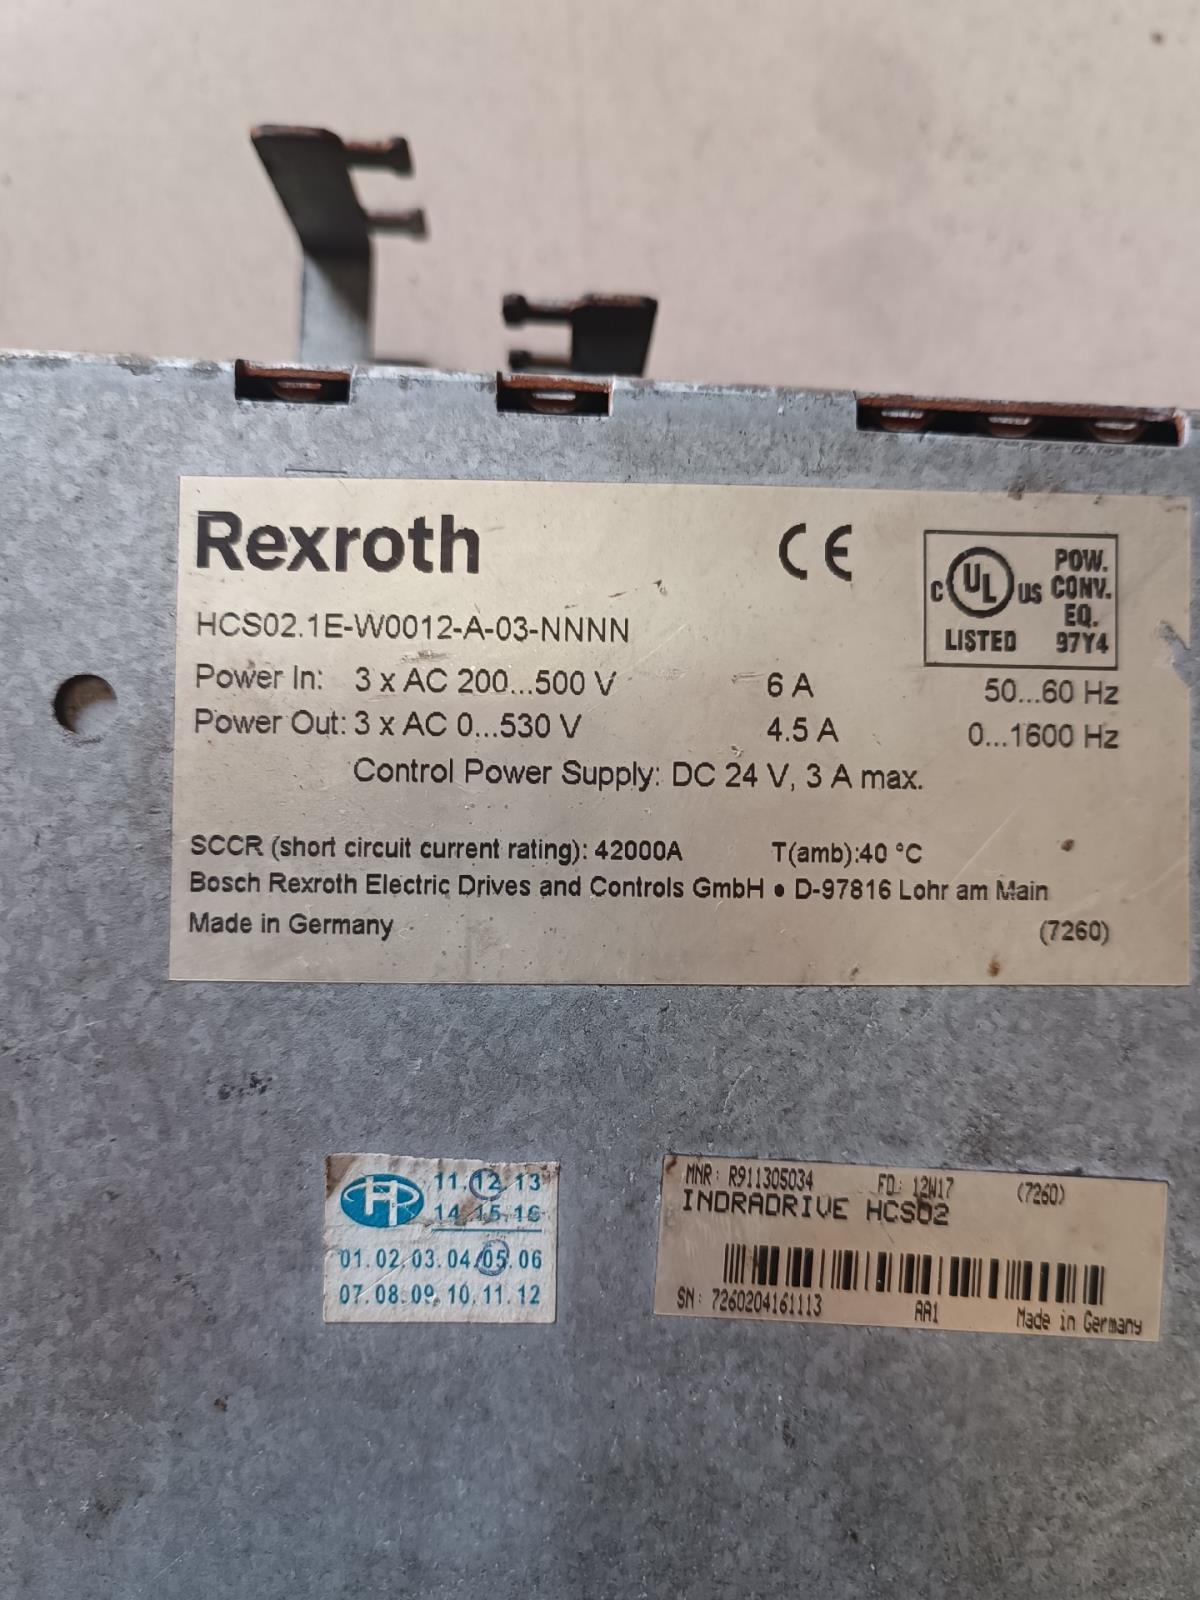 Rexroth
CE
HCS02.1E-W0012-A-03-NNNN
C UL US LISTED
POW. CONV. EQ. 97Y4
Power In: 3 x AC 200...500 V 6 A 50...60 Hz
Power Out: 3 x AC 0...530 V 4.5 A 0...1600 Hz
Control Power Supply: DC 24 V, 3 A max.
SCCR (short circuit current rating): 42000A T(amb):40 °C
Bosch Rexroth Electric Drives and Controls GmbH • D-97816 Lohr am Main
Made in Germany (7260)
H 11.12.13
14.15.16
01.02.03.04.05.06
07.08.09.10.11.12
MNR: R911305034 FD: 12W17 (7260)
INDRADRIVE HCS02
SN: 7260204161113 AA1 Made in Germany